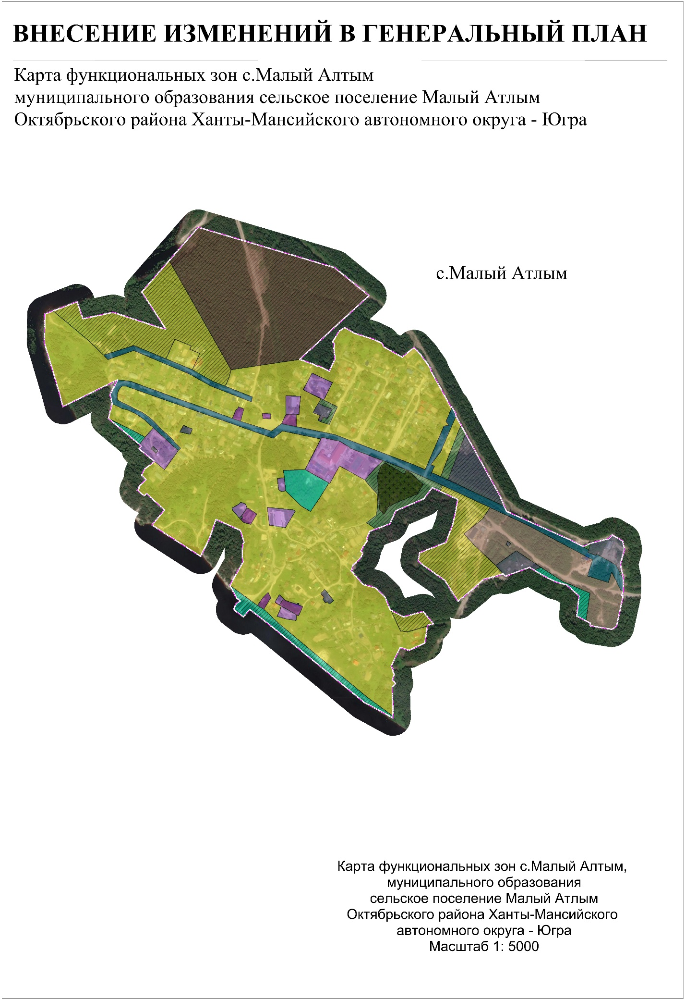 ВНЕСЕНИЕ ИЗМЕНЕНИЙ В ГЕНЕРАЛЬНЫЙ ПЛАН
Карта функциональных зон с.Малый Алтым
муниципального образования сельское поселение Малый Атлым
Октябрьского района Ханты-Мансийского автономного округа - Югра
с.Малый Атлым
Карта функциональных зон с.Малый Алтым,
муниципального образования
сельское поселение Малый Атлым
Октябрьского района Ханты-Мансийского
автономного округа - Югра
Масштаб 1: 5000